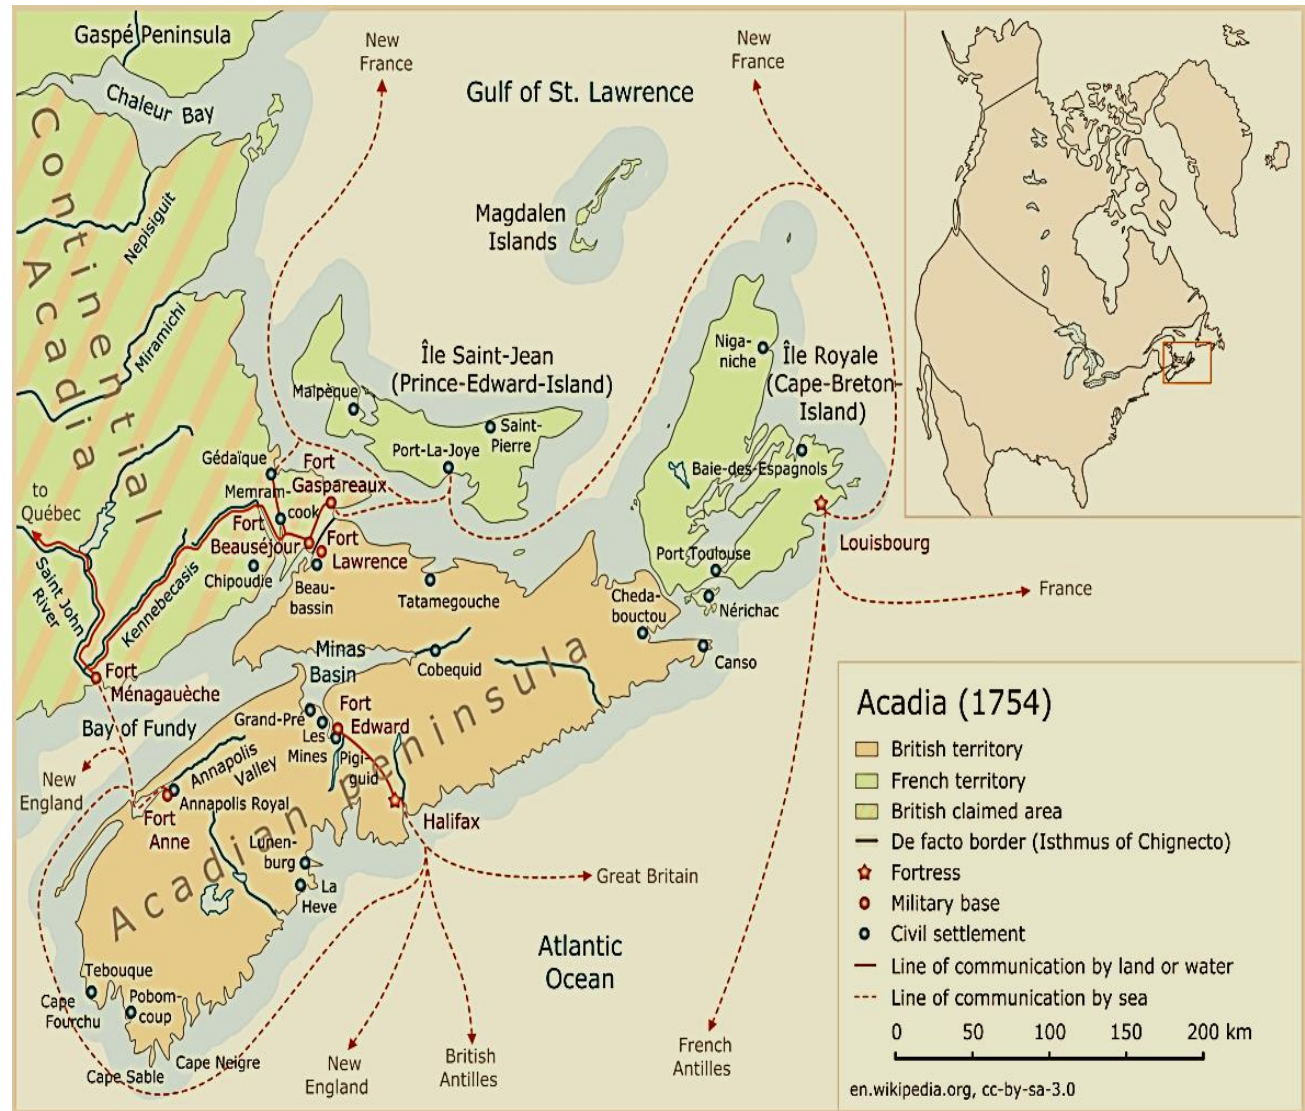 Gaspé Peninsula
Chaleur Bay
New
France
New
France
Gulf of St. Lawrence
Continential
Acadia
Nepisiguit
Magdalen
Islands
Miramichi
Île Saint-Jean
(Prince-Edward-Island)
Niga-
niche
Île Royale
(Cape-Breton-
Island)
Malpèque
Saint-
Pierre
Port-La-Joye
Gédaïque
Fort
Gaspareaux
Baie-des-Espagnols
to
Québec
Memram-
cook
Fort
Beauséjour
Fort
Lawrence
Louisbourg
Saint John
River
Kennebecasis
Chipoudie
Beau-
bassin
Tatamegouche
Port Toulouse
Cheda-
bouctou
Nérichac
France
Minas
Basin
Cobequid
Canso
Fort
Ménagauèche
Bay of Fundy
Grand-Pré
Les
Mines
Fort
Edward
Pigi-
guid
Acadian peninsula
New
England
Annapolis
Valley
Annapolis Royal
Fort
Anne
Halifax
Lunen-
burg
La
Heve
Great Britain
Atlantic
Ocean
Tebouque
Cape
Fourchu
Pobom-
coup
Cape Neigre
Cape Sable
New
England
British
Antilles
French
Antilles
Acadia (1754)
British territory
French territory
British claimed area
De facto border (Isthmus of Chignecto)
Fortress
Military base
Civil settlement
Line of communication by land or water
Line of communication by sea
0 50 100 150 200 km
en.wikipedia.org, cc-by-sa-3.0